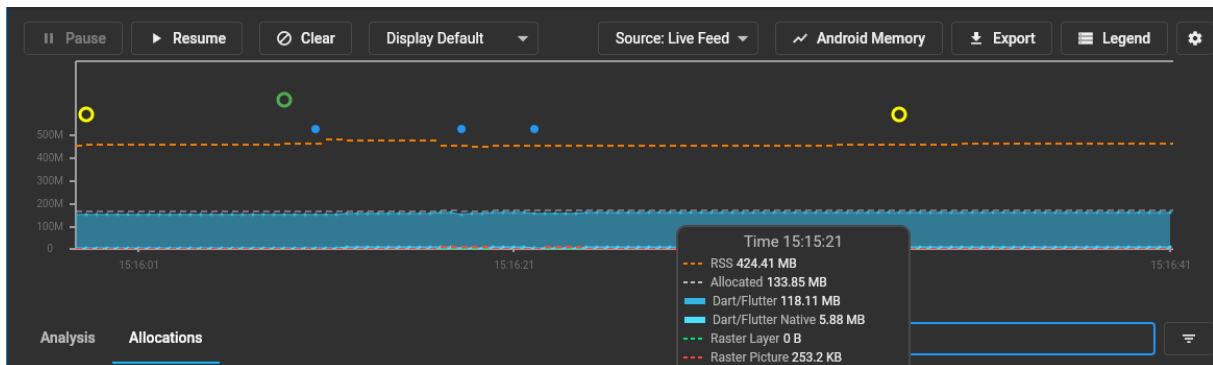 Pause Resume Clear Display Default Source: Live Feed Android Memory Export Legend
500M
400M
300M
200M
100M
0
15:16:01 15:16:21 15:16:41
Time 15:15:21
RSS 424.41 MB
Allocated 133.85 MB
Dart/Flutter 118.11 MB
Dart/Flutter Native 5.88 MB
Raster Layer 0 B
Raster Picture 253.2 KB
Analysis Allocations